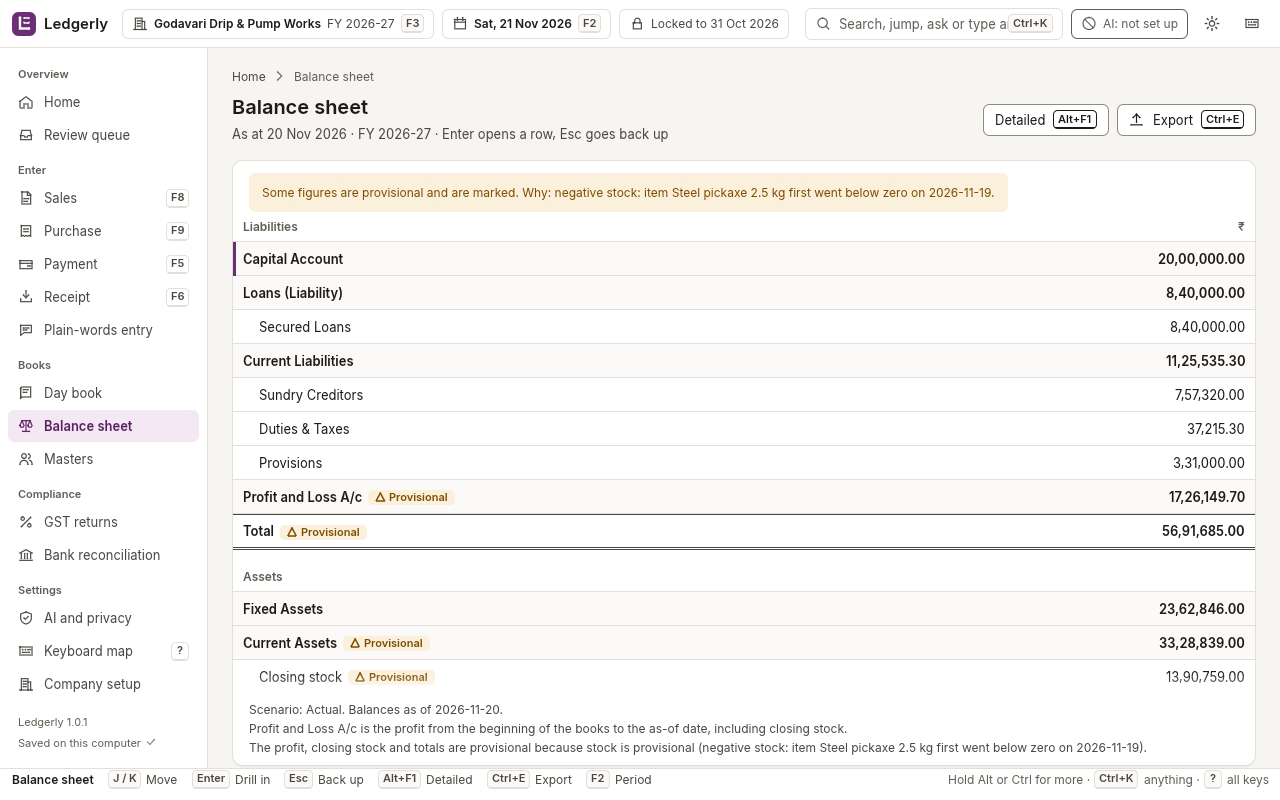 Ledgerly
Godavari Drip & Pump Works FY 2026-27 F3
Sat, 21 Nov 2026 F2
Locked to 31 Oct 2026
Search, jump, ask or type a Ctrl+K
AI: not set up
Overview
Home
Review queue
Enter
Sales F8
Purchase F9
Payment F5
Receipt F6
Plain-words entry
Books
Day book
Balance sheet
Masters
Compliance
GST returns
Bank reconciliation
Settings
AI and privacy
Keyboard map ?
Company setup
Ledgerly 1.0.1
Saved on this computer
Home > Balance sheet
Balance sheet
As at 20 Nov 2026 · FY 2026-27 · Enter opens a row, Esc goes back up
Detailed Alt+F1
Export Ctrl+E
Some figures are provisional and are marked. Why: negative stock: item Steel pickaxe 2.5 kg first went below zero on 2026-11-19.
Liabilities ₹
Capital Account 20,00,000.00
Loans (Liability) 8,40,000.00
Secured Loans 8,40,000.00
Current Liabilities 11,25,535.30
Sundry Creditors 7,57,320.00
Duties & Taxes 37,215.30
Provisions 3,31,000.00
Profit and Loss A/c Provisional 17,26,149.70
Total Provisional 56,91,685.00
Assets
Fixed Assets 23,62,846.00
Current Assets Provisional 33,28,839.00
Closing stock Provisional 13,90,759.00
Scenario: Actual. Balances as of 2026-11-20.
Profit and Loss A/c is the profit from the beginning of the books to the as-of date, including closing stock.
The profit, closing stock and totals are provisional because stock is provisional (negative stock: item Steel pickaxe 2.5 kg first went below zero on 2026-11-19).
Balance sheet J / K Move Enter Drill in Esc Back up Alt+F1 Detailed Ctrl+E Export F2 Period
Hold Alt or Ctrl for more · Ctrl+K anything · ? all keys